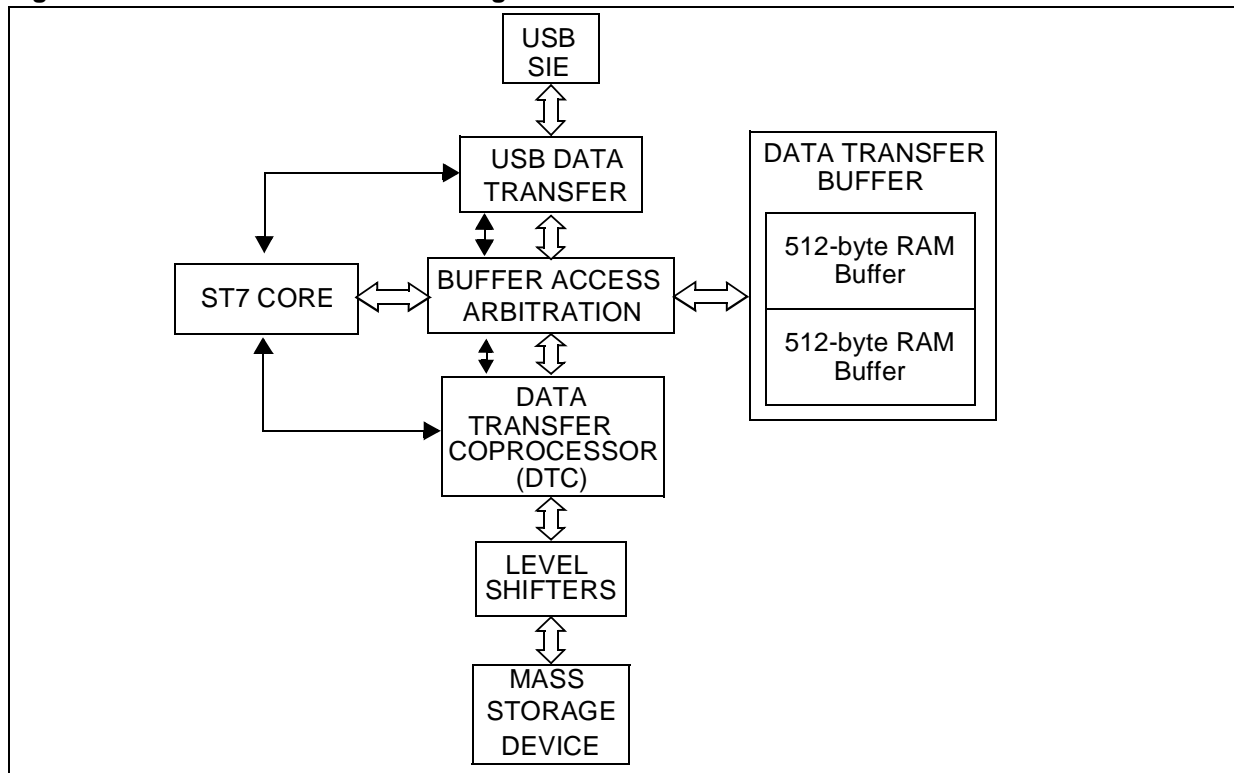 USB
SIE
USB DATA
TRANSFER
DATA TRANSFER
BUFFER
512-byte RAM
Buffer
512-byte RAM
Buffer
ST7 CORE
BUFFER ACCESS
ARBITRATION
DATA
TRANSFER
COPROCESSOR
(DTC)
LEVEL
SHIFTERS
MASS
STORAGE
DEVICE